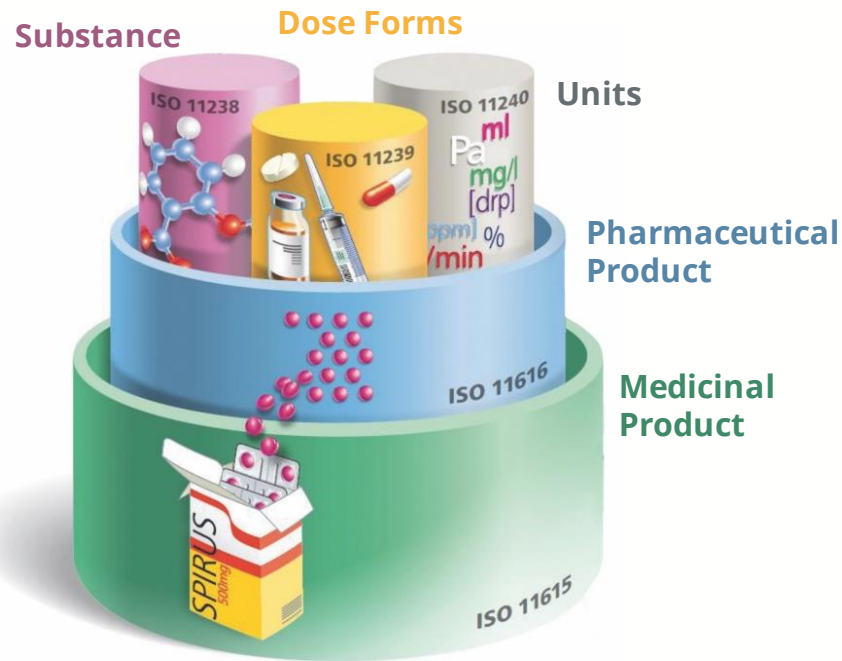 Substance
Dose Forms
Units
ISO 11238
ISO 11239
ISO 11240
ml
Pa
mg/l
[drp]
ppm]
%
/min
Pharmaceutical
Product
ISO 11616
Medicinal
Product
SPIRUS
500mg
ISO 11615